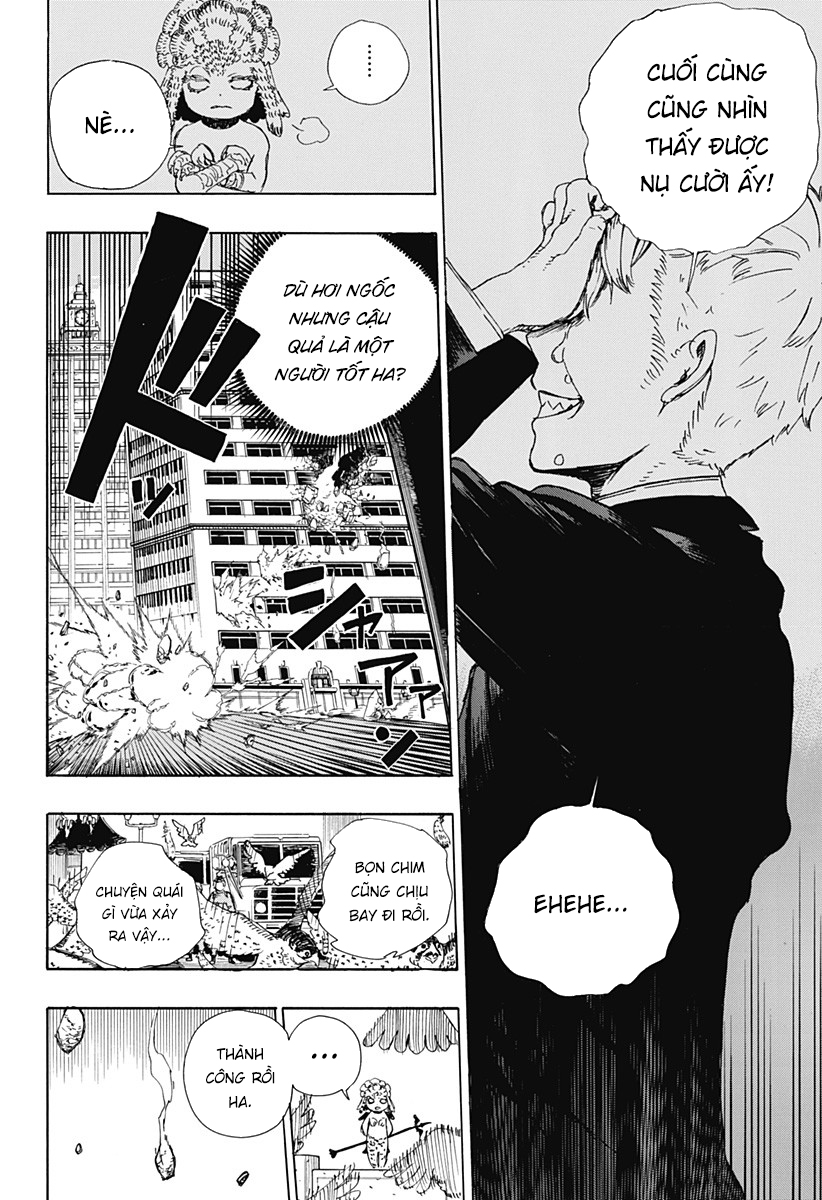 CUỐI CÙNG
CŨNG NHÌN
THẤY ĐƯỢC
NỤ CƯỜI ẤY!
EHEHE...
......
NÈ...
DÙ HƠI NGỐC
NHƯNG CẬU
QUẢ LÀ MỘT
NGƯỜI TỐT HA?
ドドッ
シャアアン
BỌN CHIM
CŨNG CHỊU
BAY ĐI RỒI.
CHUYỆN QUÁI
GÌ VỪA XẢY
RA VẬY...
...
THÀNH
CÔNG RỒI
HA.